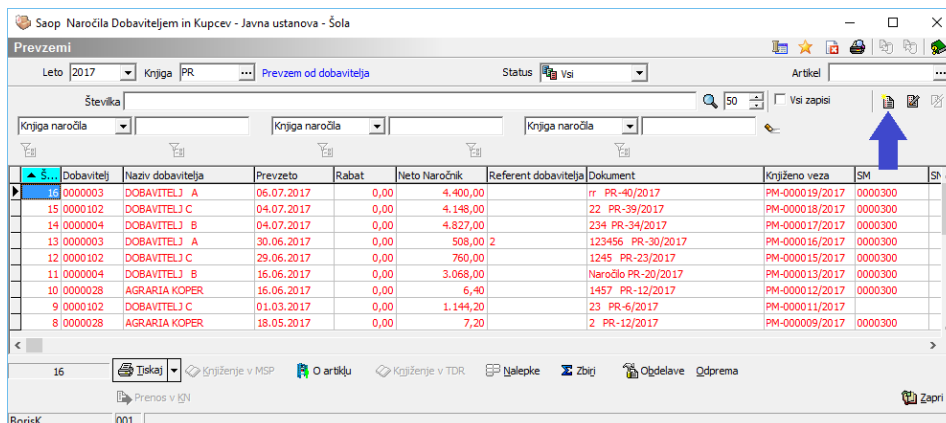 Saop Naročila Dobaviteljem in Kupcev - Javna ustanova - Šola
Prevzemi
Leto 2017 Knjiga PR ... Prevzem od dobavitelja Status Vsi Artikel ...
Številka 50 Vsi zapisi
Knjiga naročila Knjiga naročila Knjiga naročila
Š... Dobavitelj Naziv dobavitelja Prevzeto Rabat Neto Naročnik Referent dobavitelja Dokument Knjiženo veza SM SN
16 0000003 DOBAVITELJ A 06.07.2017 0,00 4.400,00 rr PR-40/2017 PM-000019/2017 0000300
15 0000102 DOBAVITELJ C 04.07.2017 0,00 4.148,00 22 PR-39/2017 PM-000018/2017 0000300
14 0000004 DOBAVITELJ B 04.07.2017 0,00 4.827,00 234 PR-34/2017 PM-000017/2017 0000300
13 0000003 DOBAVITELJ A 30.06.2017 0,00 508,00 2 123456 PR-30/2017 PM-000016/2017 0000300
12 0000102 DOBAVITELJ C 29.06.2017 0,00 760,00 1245 PR-23/2017 PM-000015/2017 0000300
11 0000004 DOBAVITELJ B 16.06.2017 0,00 3.068,00 Naročilo PR-20/2017 PM-000013/2017 0000300
10 0000028 AGRARIA KOPER 16.06.2017 0,00 6,40 1457 PR-12/2017 PM-000012/2017 0000300
9 0000102 DOBAVITELJ C 01.03.2017 0,00 1.144,20 23 PR-6/2017 PM-000011/2017
8 0000028 AGRARIA KOPER 18.05.2017 0,00 7,20 2 PR-12/2017 PM-000009/2017 0000300
16 Tiskaj Knjiženje v MSP O artiklu Knjiženje v TDR Nalepke Zbirj Obdelave Odprema
Prenos v KN Zapri
BorisK 001